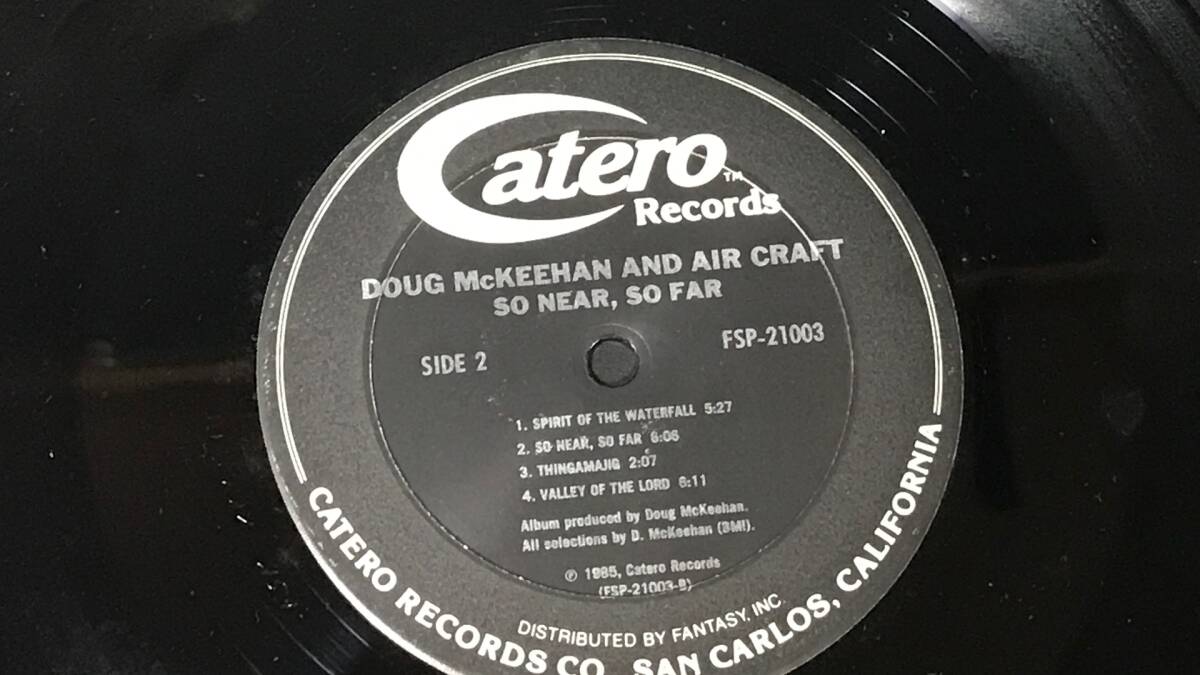 Catero™
Records
DOUG McKEEHAN AND AIR CRAFT
SO NEAR, SO FAR
SIDE 2
FSP-21003
1. SPIRIT OF THE WATERFALL 5:27
2. SO NEAR, SO FAR 6:06
3. THINGAMAJIG 2:07
4. VALLEY OF THE LORD 6:11
Album produced by Doug McKeehan.
All selections by D. McKeehan (BMI).
℗ 1985, Catero Records
(FSP-21003-B)
DISTRIBUTED BY FANTASY, INC.
CATERO RECORDS CO. SAN CARLOS, CALIFORNIA